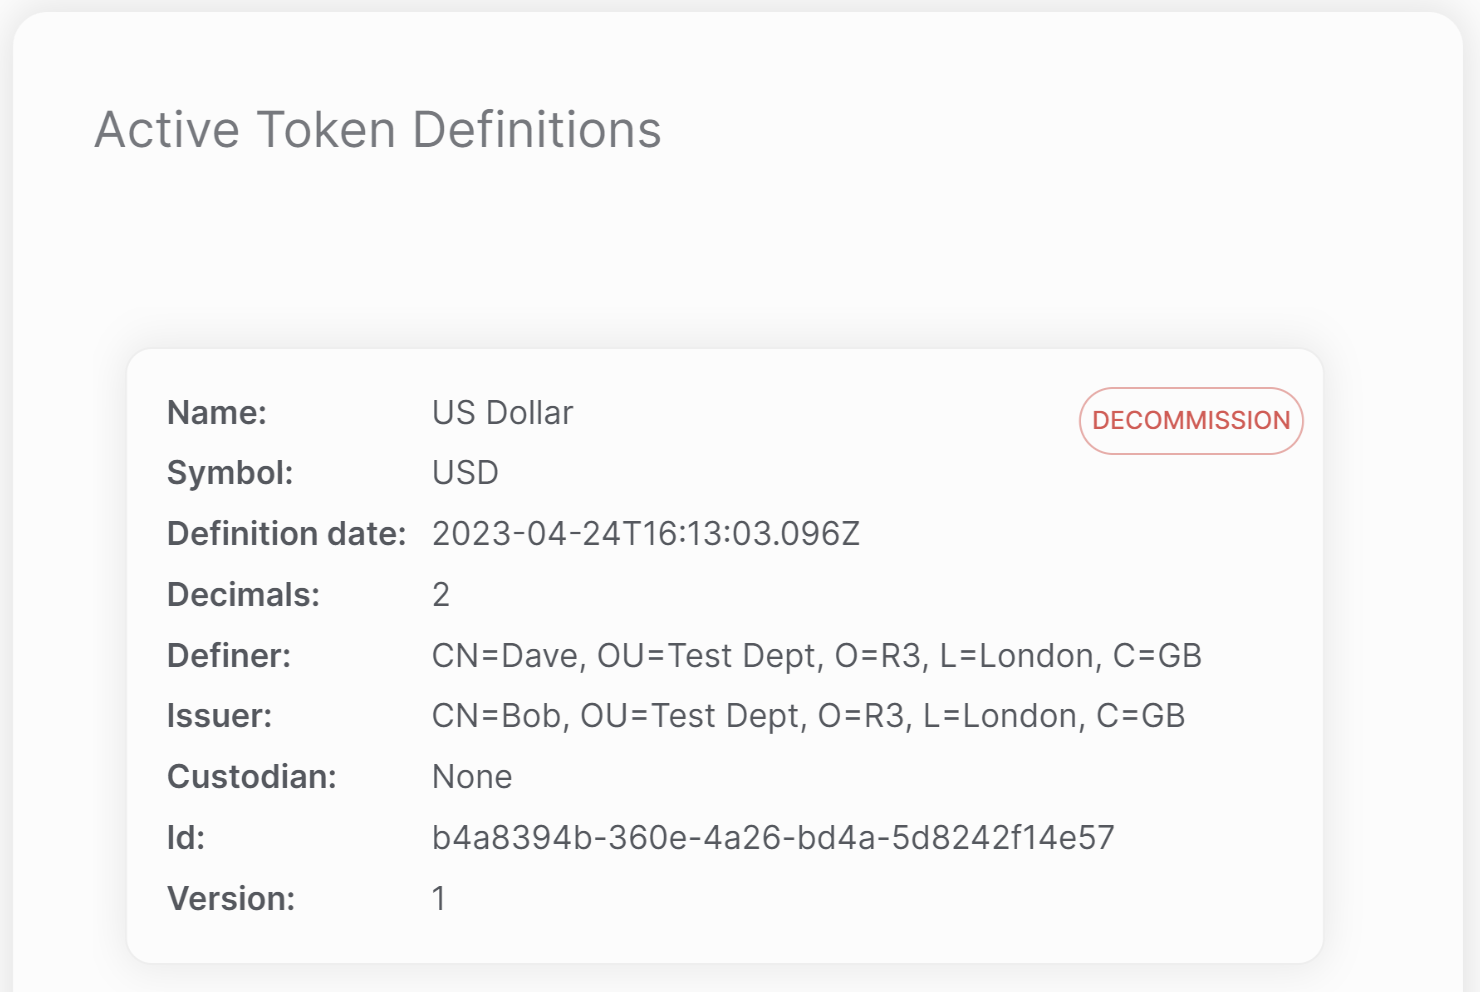 Active Token Definitions
Name: US Dollar
DECOMMISSION
Symbol: USD
Definition date: 2023-04-24T16:13:03.096Z
Decimals: 2
Definer: CN=Dave, OU=Test Dept, O=R3, L=London, C=GB
Issuer: CN=Bob, OU=Test Dept, O=R3, L=London, C=GB
Custodian: None
Id: b4a8394b-360e-4a26-bd4a-5d8242f14e57
Version: 1